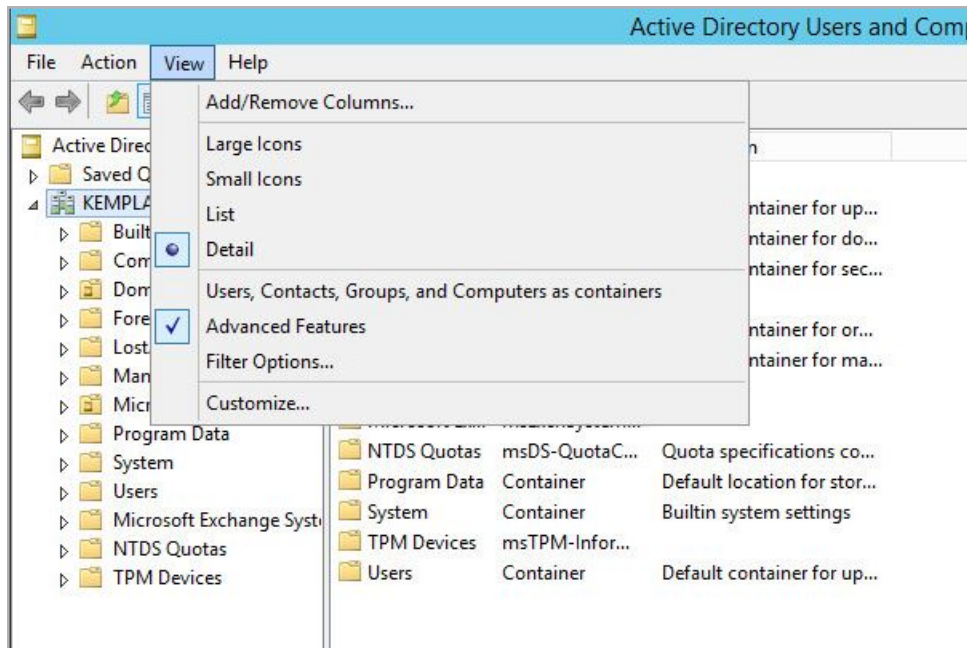 Active Directory Users and Comp
File Action View Help
Add/Remove Columns...
Large Icons
Small Icons
List
Detail
Users, Contacts, Groups, and Computers as containers
Advanced Features
Filter Options...
Customize...
Active Direc
Saved Q
KEMPLA
Built
Com
Dom
Fore
Lost
Man
Micr
Program Data
System
Users
Microsoft Exchange Syst
NTDS Quotas
TPM Devices
n
ntainer for up...
ntainer for do...
ntainer for sec...
ntainer for or...
ntainer for ma...
NTDS Quotas msDS-QuotaC... Quota specifications co...
Program Data Container Default location for stor...
System Container Builtin system settings
TPM Devices msTPM-Infor...
Users Container Default container for up...